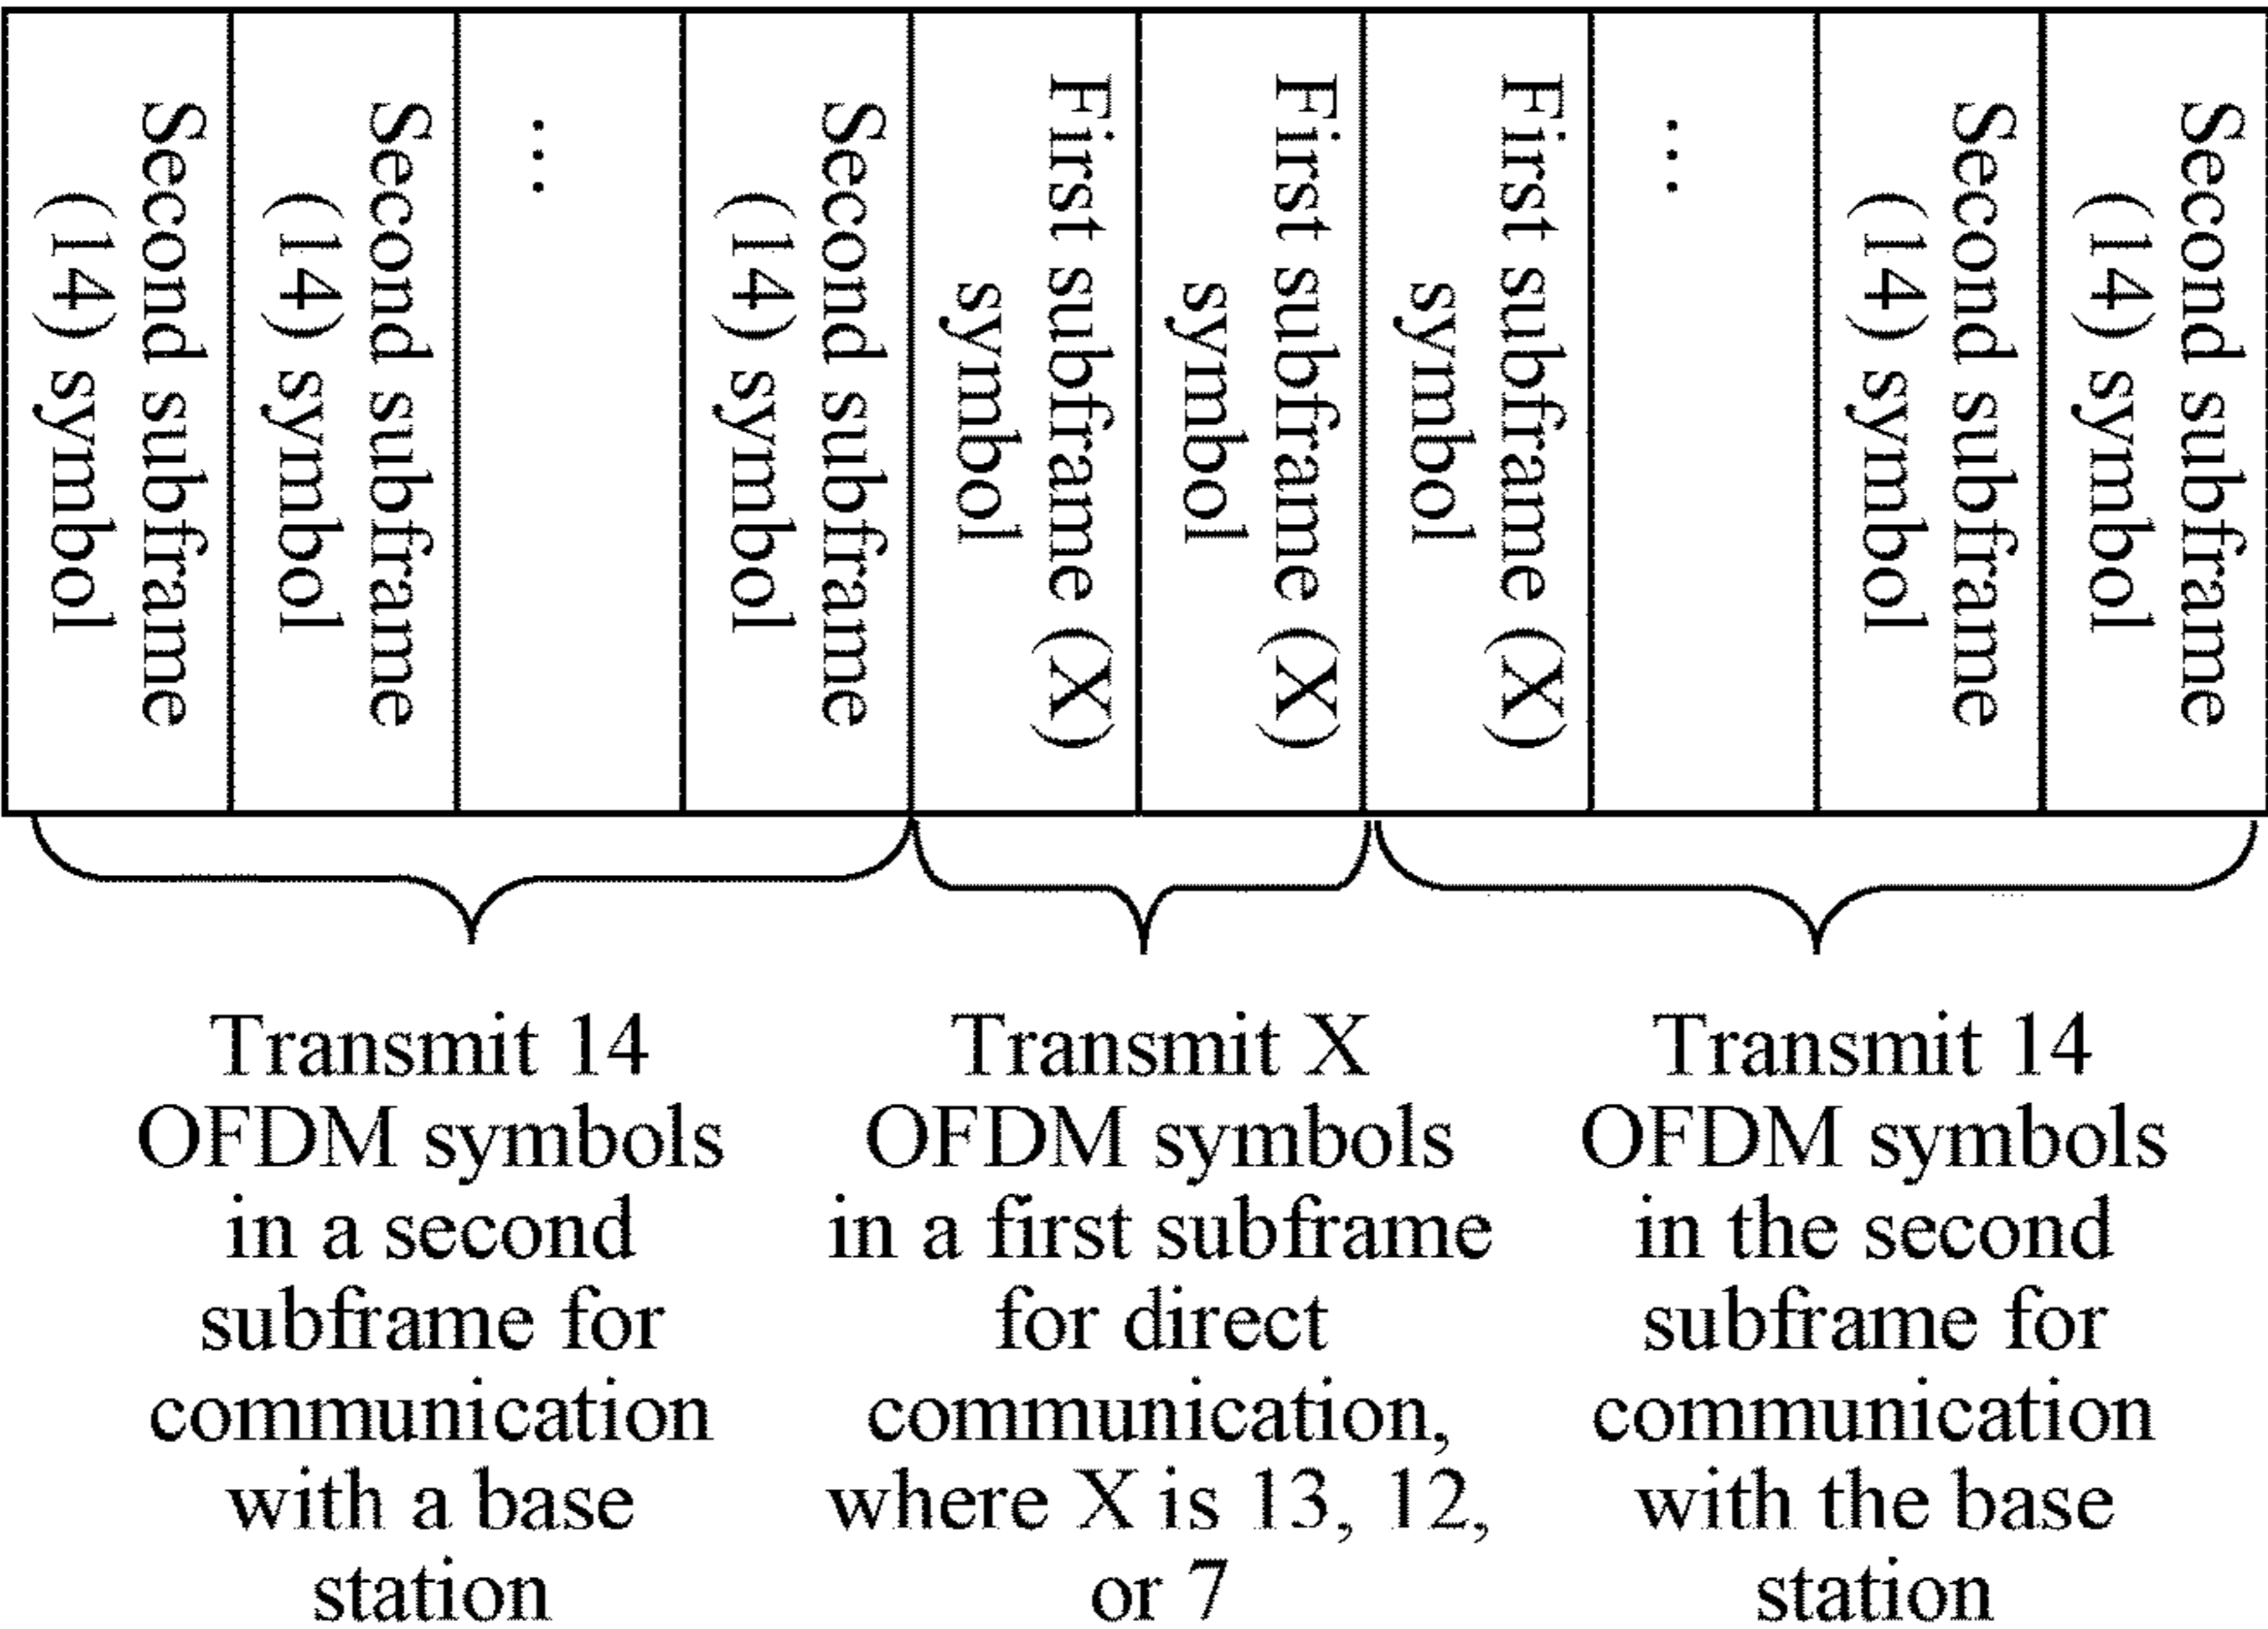 Second subframe
(14) symbol
Second subframe
(14) symbol
...
Second subframe
(14) symbol
First subframe (X)
symbol
First subframe (X)
symbol
First subframe (X)
symbol
...
Second subframe
(14) symbol
Second subframe
(14) symbol
Transmit 14
OFDM symbols
in a second
subframe for
communication
with a base
station
Transmit X
OFDM symbols
in a first subframe
for direct
communication,
where X is 13, 12,
or 7
Transmit 14
OFDM symbols
in the second
subframe for
communication
with the base
station